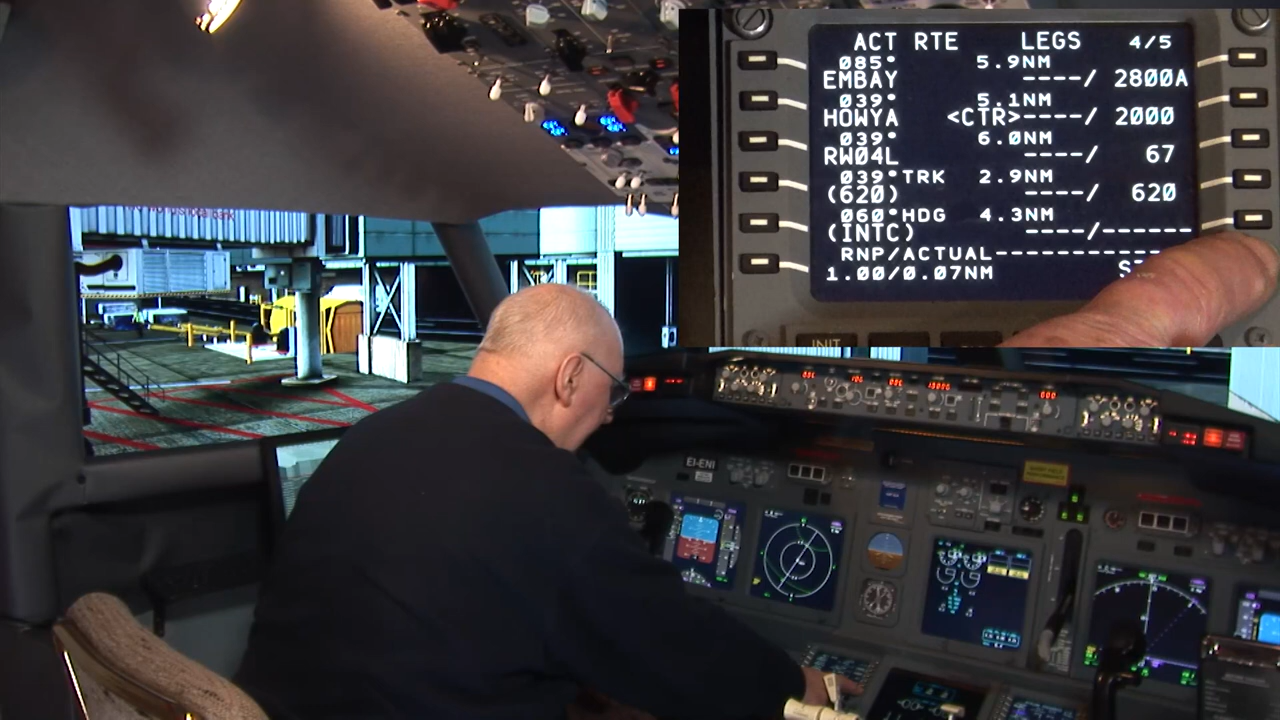 ACT RTE LEGS 4/5
085° 5.9NM
EMBAY ----/ 2800A
039° 5.1NM
HOWYA <CTR>----/ 2000
039° 6.0NM
RW04L ----/ 67
039°TRK 2.9NM
(620) ----/ 620
060°HDG 4.3NM
(INTC) ----/------
RNP/ACTUAL----------------
1.00/0.07NM
INIT
EI-ENI